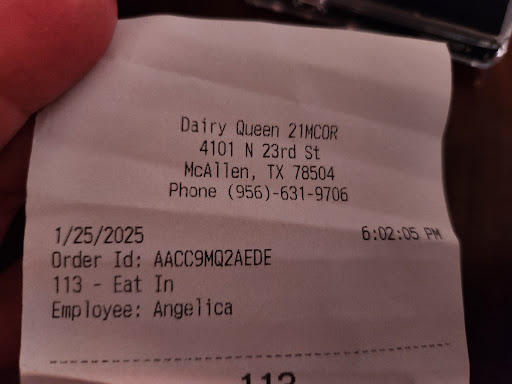 Dairy Queen 21MCOR
4101 N 23rd St
McAllen, TX 78504
Phone (956)-631-9706
1/25/2025 6:02:05 PM
Order Id: AACC9MQ2AEDE
113 - Eat In
Employee: Angelica
113